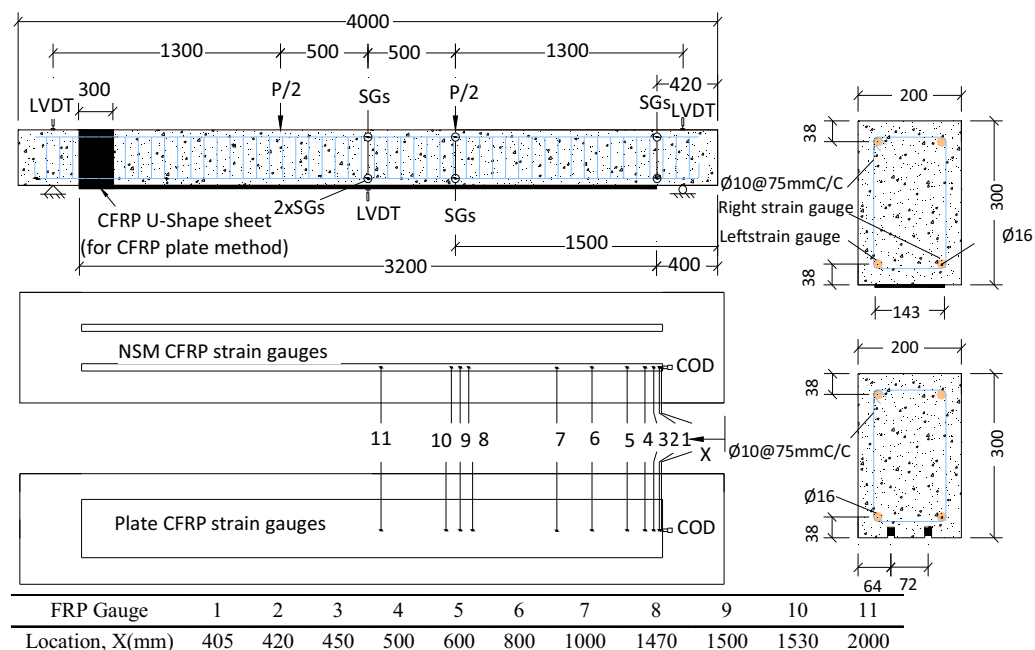 4000
1300 500 500 1300
300 420
LVDT P/2 SGs P/2 SGs LVDT
CFRP U-Shape sheet
(for CFRP plate method)
2xSGs LVDT SGs
1500
3200 400
200
38
Ø10@75mmC/C
Right strain gauge
Leftstrain gauge
Ø16
300
38
143
NSM CFRP strain gauges
COD
11 10 9 8 7 6 5 4 3 2 1
X
Plate CFRP strain gauges
COD
200
38
Ø10@75mmC/C
Ø16
300
38
64 72
FRP Gauge 1 2 3 4 5 6 7 8 9 10 11
Location, X(mm) 405 420 450 500 600 800 1000 1470 1500 1530 2000